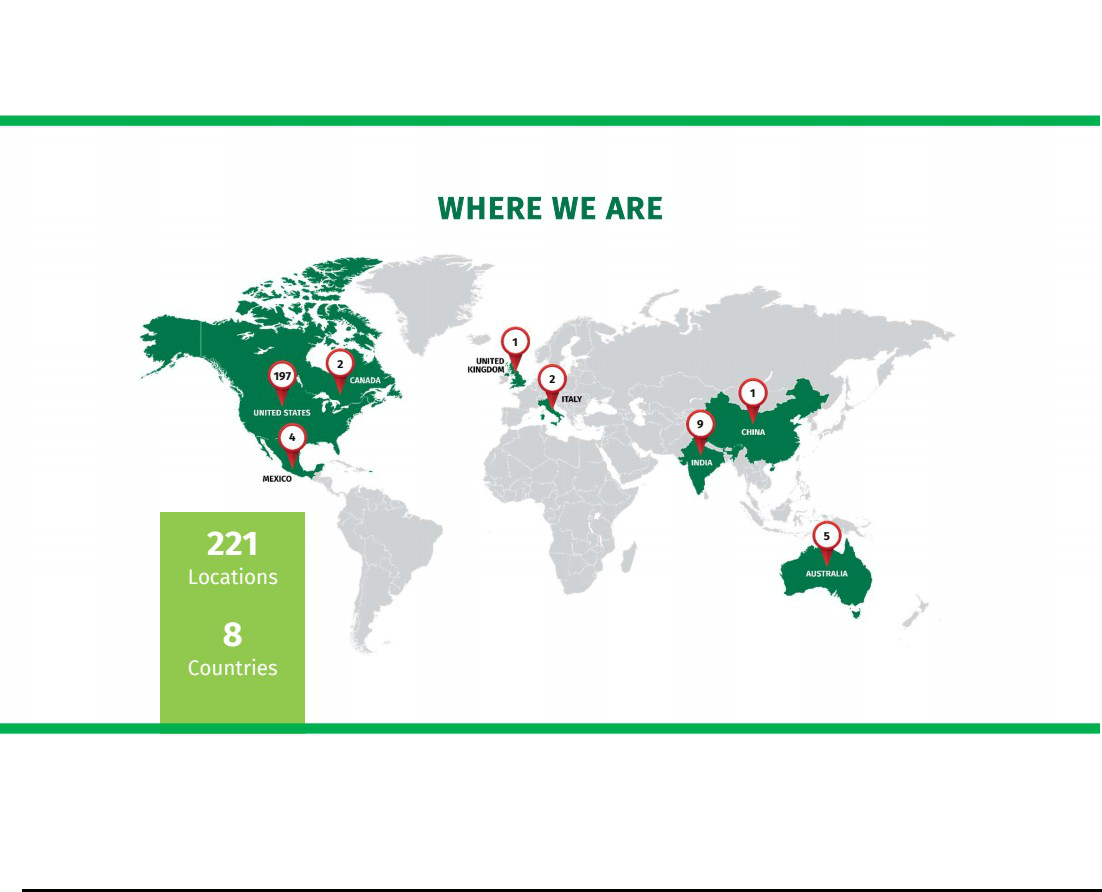 WHERE WE ARE
1
UNITED
KINGDOM
2
CANADA
197
UNITED STATES
2
ITALY
1
CHINA
4
MEXICO
9
INDIA
5
AUSTRALIA
221
Locations
8
Countries